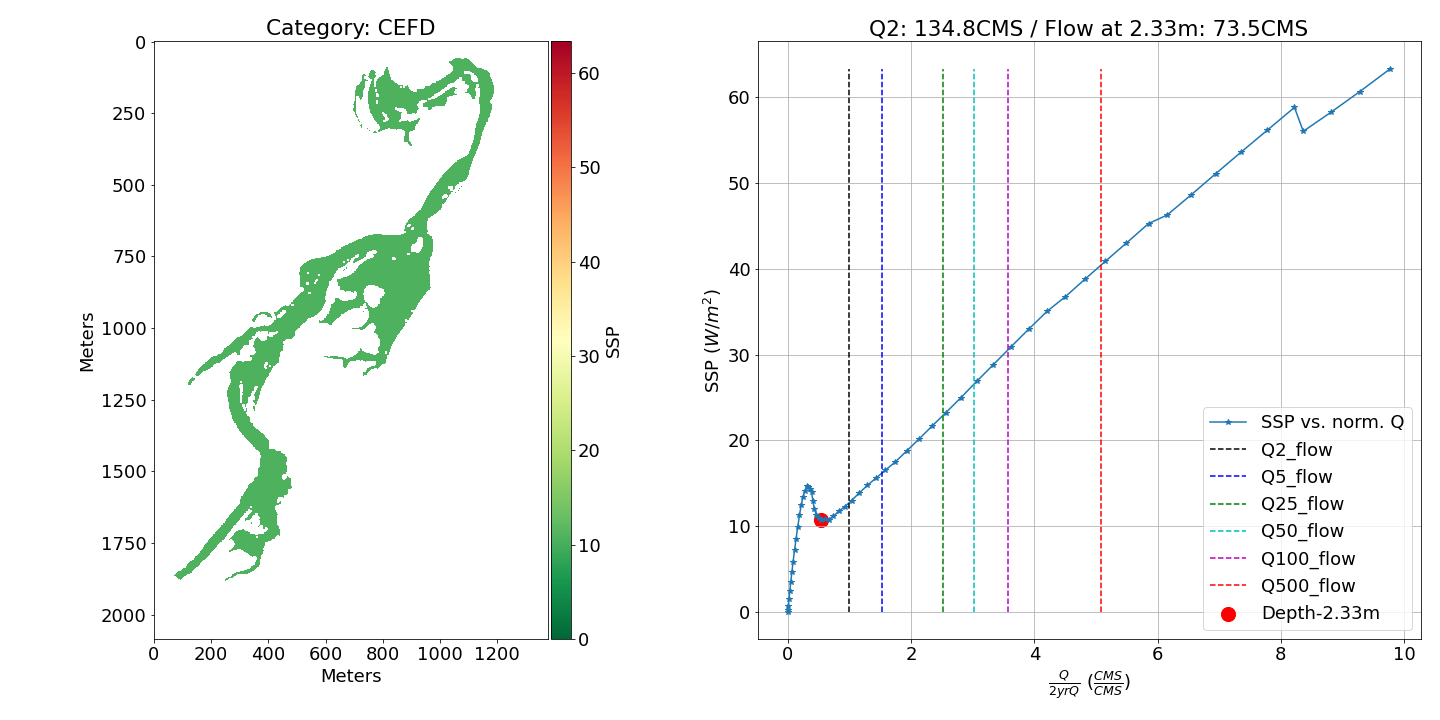 Category: CEFD
0
250
500
750
1000
1250
1500
1750
2000
Meters
0 200 400 600 800 1000 1200
Meters
60
50
40
30
20
10
0
SSP
Q2: 134.8CMS / Flow at 2.33m: 73.5CMS
60
50
40
30
20
10
0
SSP (W/m²)
SSP vs. norm. Q
Q2_flow
Q5_flow
Q25_flow
Q50_flow
Q100_flow
Q500_flow
Depth-2.33m
0 2 4 6 8 10
Q/2yrQ (CMS/CMS)